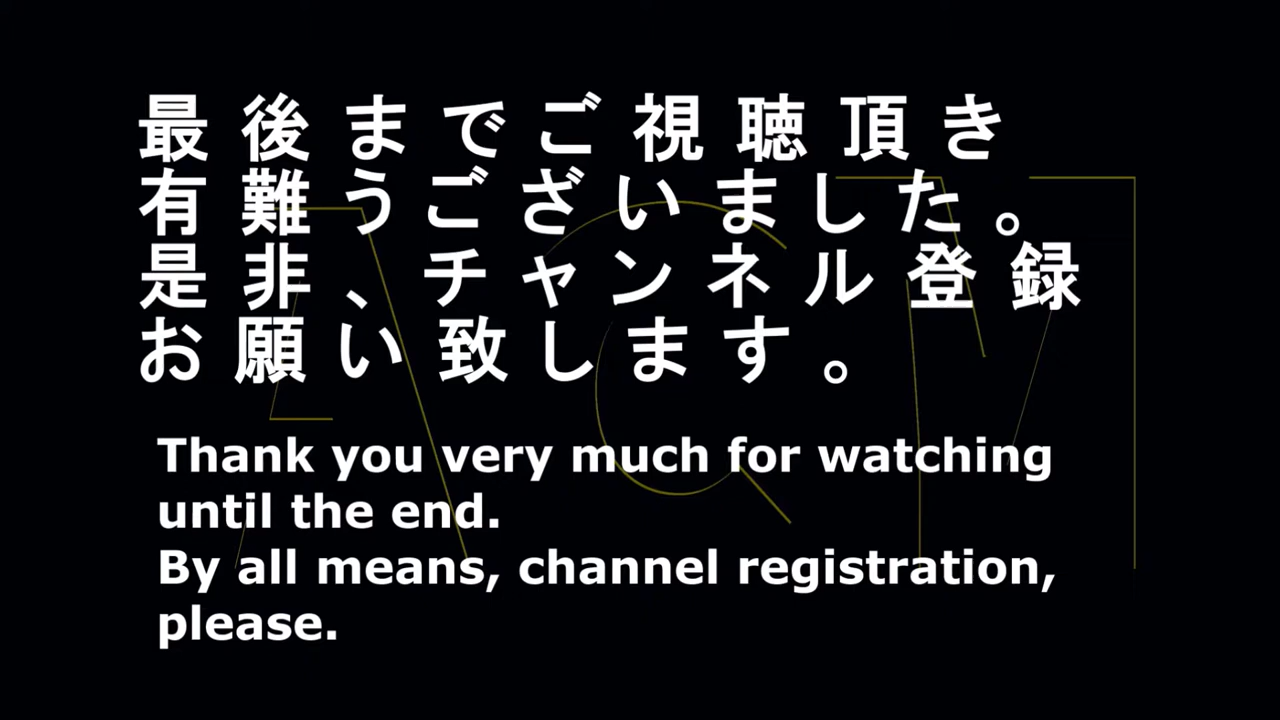 最後までご視聴頂き
有難うございました。
是非、チャンネル登録
お願い致します。
Thank you very much for watching
until the end.
By all means, channel registration,
please.